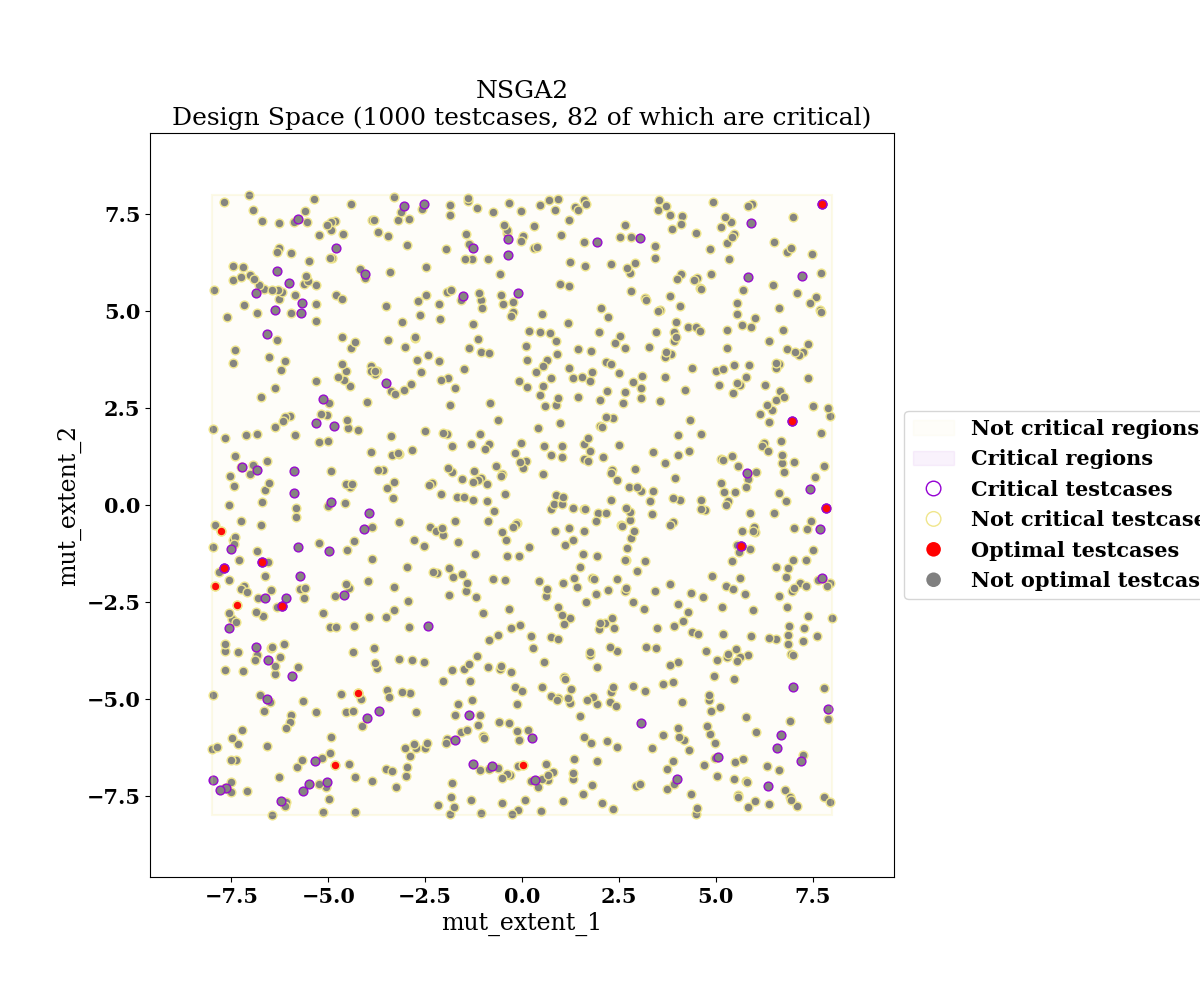 NSGA2
Design Space (1000 testcases, 82 of which are critical)
7.5
5.0
2.5
0.0
−2.5
−5.0
−7.5
mut_extent_2
−7.5
−5.0
−2.5
0.0
2.5
5.0
7.5
mut_extent_1
Not critical regions
Critical regions
Critical testcases
Not critical testcase
Optimal testcases
Not optimal testcas